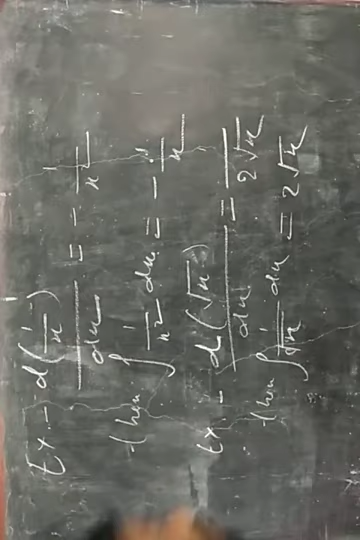 Ex - d(1/x)/dx = - 1/x²
then ∫ 1/x² dx = - 1/x
Ex - d(√x)/dx = 1/2√x
then ∫ 1/√x dx = 2√x